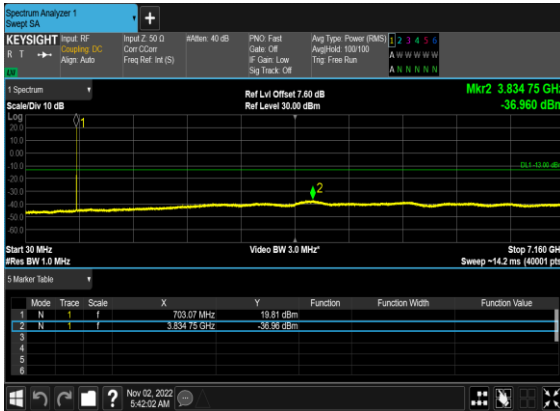 Spectrum Analyzer 1
Swept SA
+
KEYSIGHT
R T
LXI
Input: RF
Coupling: DC
Align: Auto
Input Z: 50 Ω
Corr CCorr
Freq Ref: Int (S)
#Atten: 40 dB
PNO: Fast
Gate: Off
IF Gain: Low
Sig Track: Off
Avg Type: Power (RMS)
Avg|Hold: 100/100
Trig: Free Run
1 2 3 4 5 6
A W W W W W
A N N N N N
1 Spectrum
Scale/Div 10 dB
Ref Lvl Offset 7.60 dB
Ref Level 30.00 dBm
Mkr2 3.834 75 GHz
-36.960 dBm
Log
20.0
10.0
0.00
-10.0
-20.0
-30.0
-40.0
-50.0
-60.0
1
2
DL1 -13.00 dBm
Start 30 MHz
#Res BW 1.0 MHz
Video BW 3.0 MHz*
Stop 7.160 GHz
Sweep ~14.2 ms (40001 pts)
5 Marker Table
Mode Trace Scale X Y Function Function Width Function Value
1 N 1 f 703.07 MHz 19.81 dBm
2 N 1 f 3.834 75 GHz -36.96 dBm
3
4
5
6
?
Nov 02, 2022
5:42:02 AM